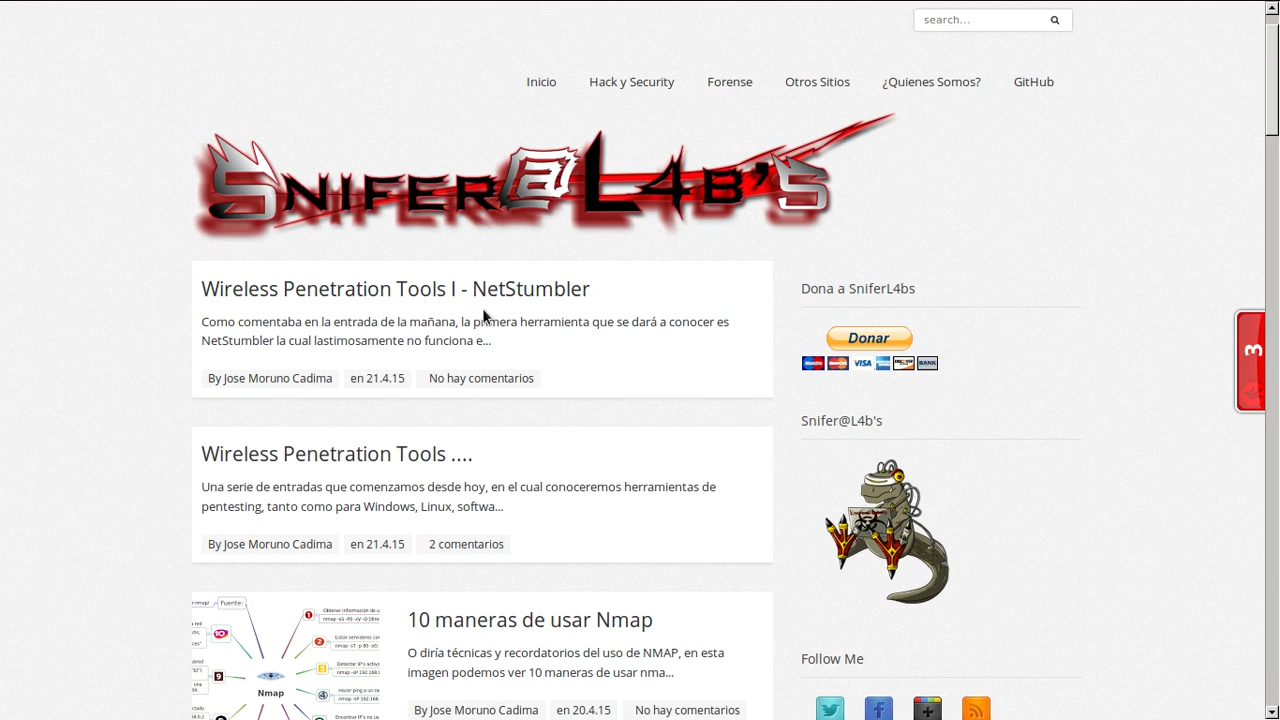 search...
Inicio Hack y Security Forense Otros Sitios ¿Quienes Somos? GitHub
Snifer@L4b's
Wireless Penetration Tools I - NetStumbler
Como comentaba en la entrada de la mañana, la primera herramienta que se dará a conocer es
NetStumbler la cual lastimosamente no funciona e...
By Jose Moruno Cadima en 21.4.15 No hay comentarios
Wireless Penetration Tools ....
Una serie de entradas que comenzamos desde hoy, en el cual conoceremos herramientas de
pentesting, tanto como para Windows, Linux, softwa...
By Jose Moruno Cadima en 21.4.15 2 comentarios
Fuente:
Nmap
10 maneras de usar Nmap
O diría técnicas y recordatorios del uso de NMAP, en esta
imagen podemos ver 10 maneras de usar nma...
By Jose Moruno Cadima en 20.4.15 No hay comentarios
Dona a SniferL4bs
Donar
VISA
BANK
Snifer@L4b's
Follow Me
3